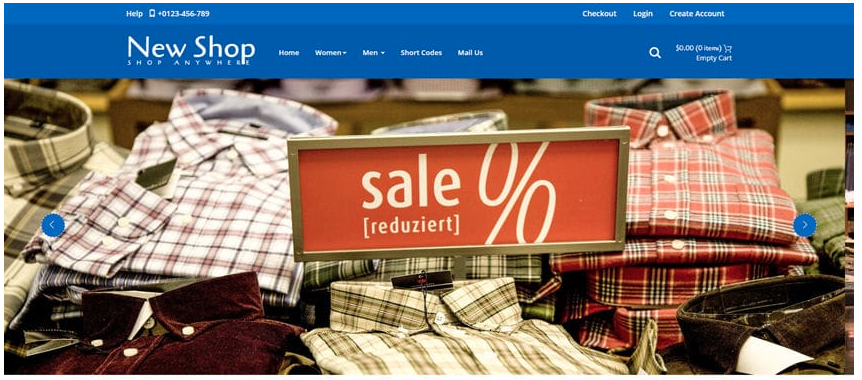 Help +0123-456-789
Checkout Login Create Account
New Shop
SHOP ANYWHERE
Home Women Men Short Codes Mail Us
$0.00 (0 items)
Empty Cart
sale %
[reduziert]